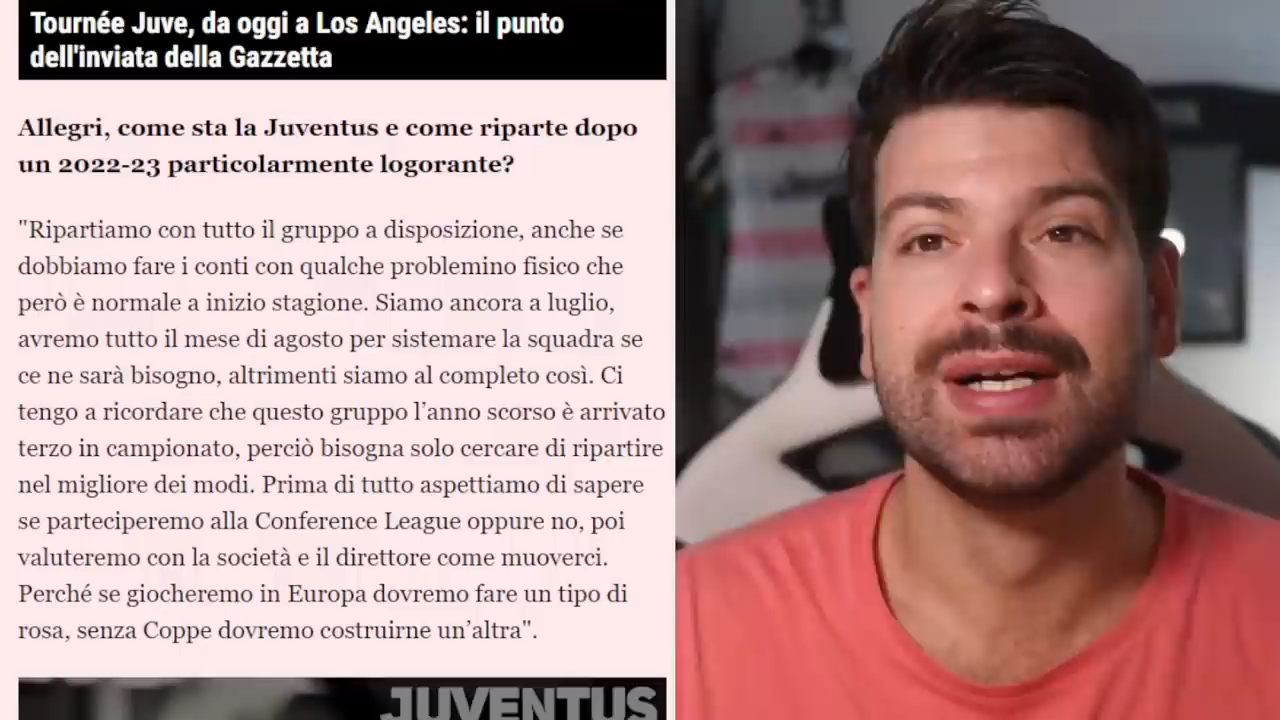 Tournée Juve, da oggi a Los Angeles: il punto
dell'inviata della Gazzetta
Allegri, come sta la Juventus e come riparte dopo
un 2022-23 particolarmente logorante?
"Ripartiamo con tutto il gruppo a disposizione, anche se
dobbiamo fare i conti con qualche problemino fisico che
però è normale a inizio stagione. Siamo ancora a luglio,
avremo tutto il mese di agosto per sistemare la squadra se
ce ne sarà bisogno, altrimenti siamo al completo così. Ci
tengo a ricordare che questo gruppo l’anno scorso è arrivato
terzo in campionato, perciò bisogna solo cercare di ripartire
nel migliore dei modi. Prima di tutto aspettiamo di sapere
se parteciperemo alla Conference League oppure no, poi
valuteremo con la società e il direttore come muoverci.
Perché se giocheremo in Europa dovremo fare un tipo di
rosa, senza Coppe dovremo costruirne un’altra".
JUVENTUS